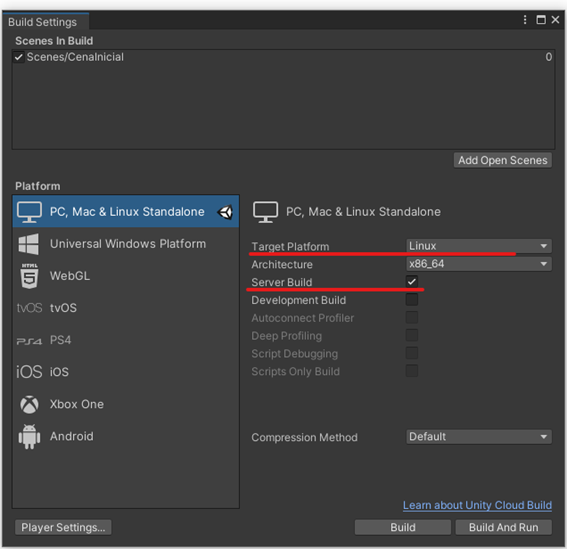 Build Settings
Scenes In Build
Scenes/CenaInicial 0
Add Open Scenes
Platform
PC, Mac & Linux Standalone
Universal Windows Platform
HTML
5
WebGL
tvOS tvOS
PS4 PS4
iOS iOS
Xbox One
Android
PC, Mac & Linux Standalone
Target Platform Linux
Architecture x86_64
Server Build
Development Build
Autoconnect Profiler
Deep Profiling
Script Debugging
Scripts Only Build
Compression Method Default
Learn about Unity Cloud Build
Player Settings... Build Build And Run